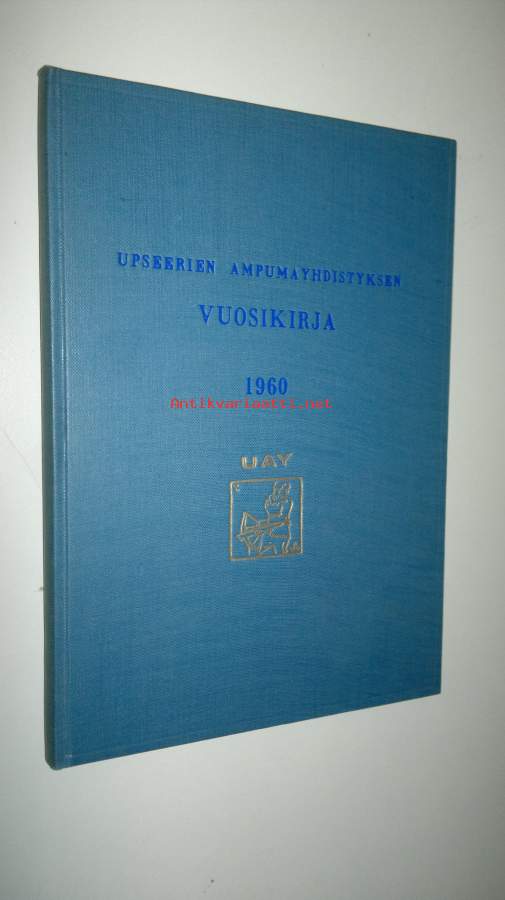 UPSEERIEN AMPUMAYHDISTYKSEN
VUOSIKIRJA
1960
Antikvariaatti.net
UAY